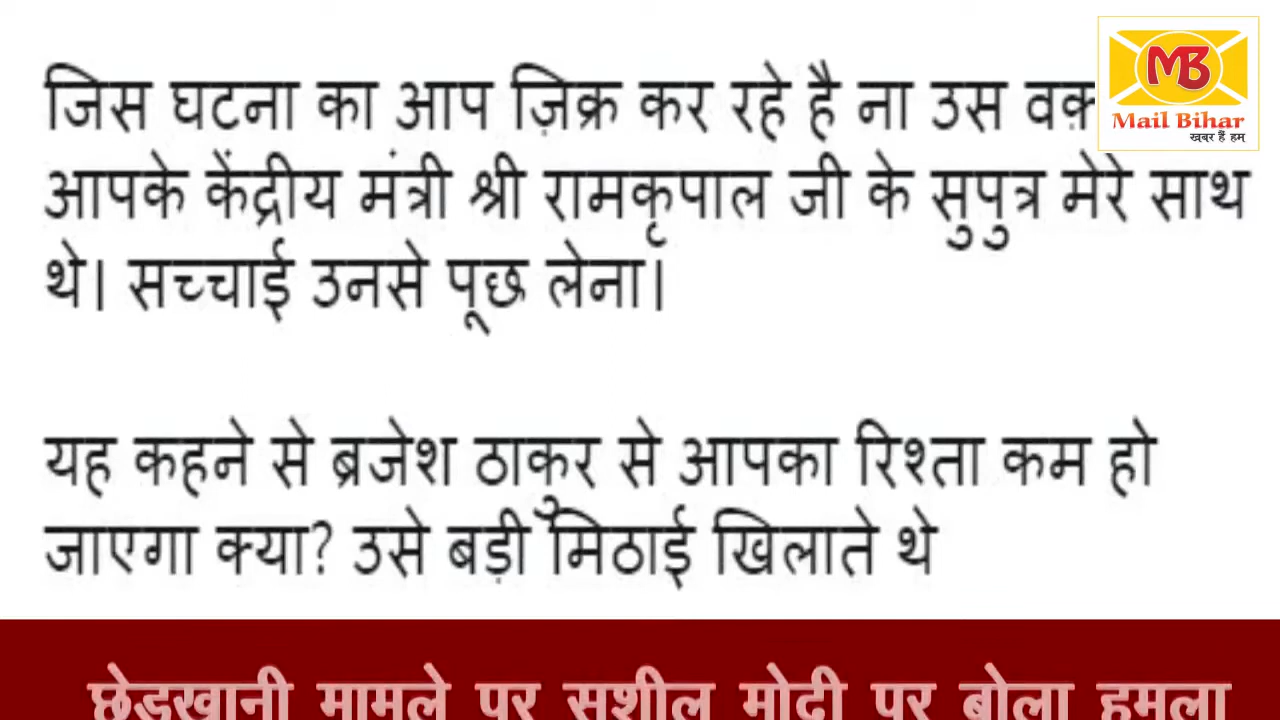 जिस घटना का आप ज़िक्र कर रहे है ना उस
आपके केंद्रीय मंत्री श्री रामकृपाल जी के सुपुत्र मेरे साथ
थे। सच्चाई उनसे पूछ लेना।
यह कहने से ब्रजेश ठाकुर से आपका रिश्ता कम हो
जाएगा क्या? उसे बड़ी मिठाई खिलाते थे
MB
Mail Bihar
खबर हैं हम्
छेड़खानी मामले पर सुशील मोदी पर बोला हमला